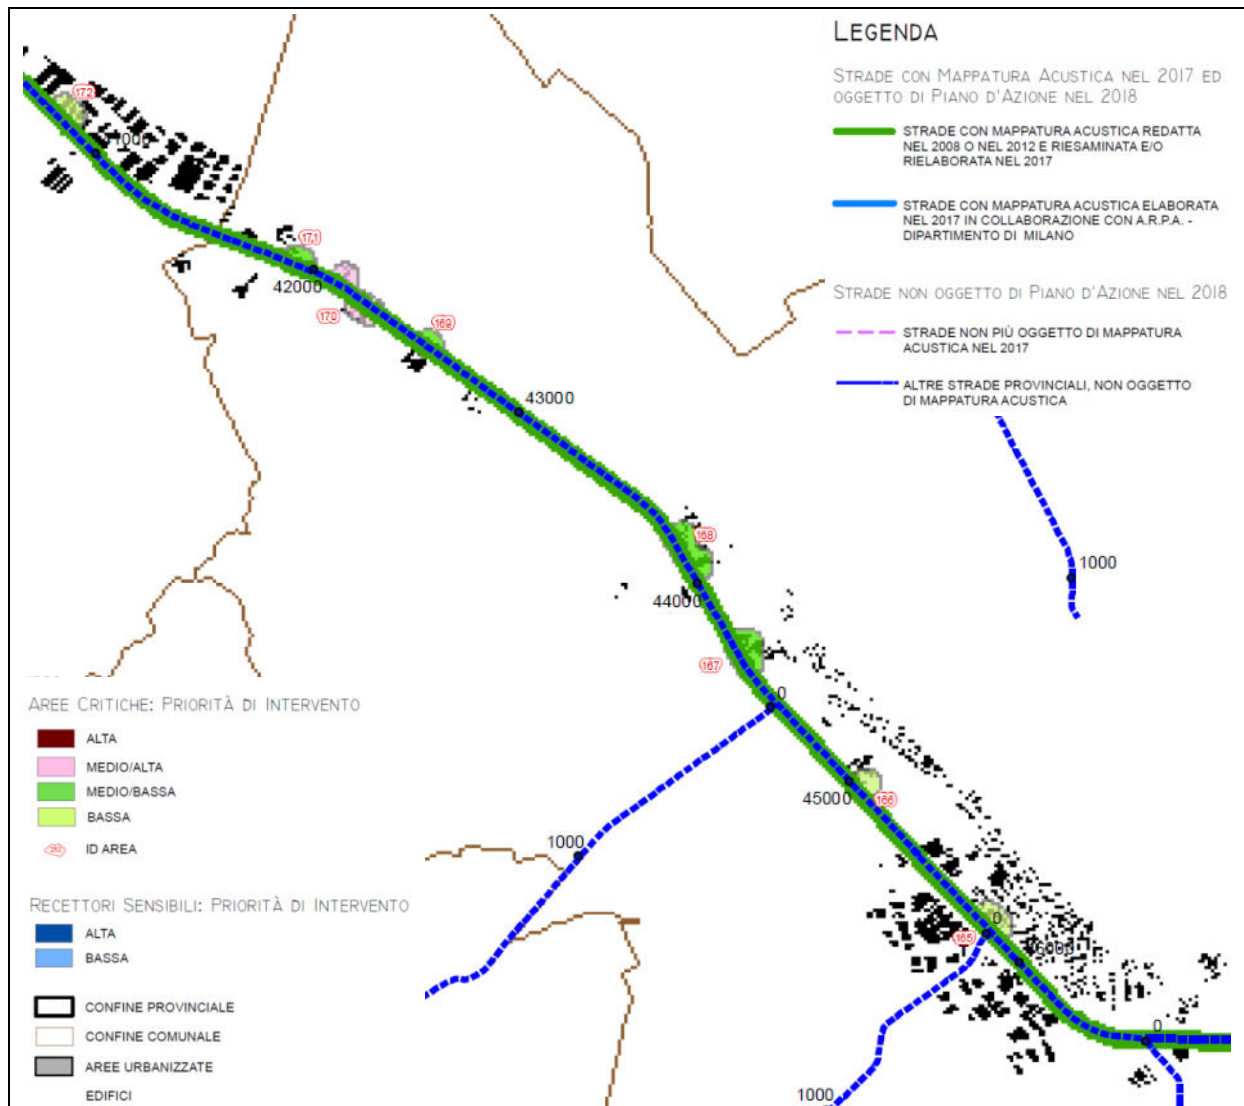 LEGENDA
STRADE CON MAPPATURA ACUSTICA NEL 2017 ED
OGGETTO DI PIANO D'AZIONE NEL 2018
STRADE CON MAPPATURA ACUSTICA REDATTA
NEL 2008 O NEL 2012 E RIESAMINATA E/O
RIELABORATA NEL 2017
STRADE CON MAPPATURA ACUSTICA ELABORATA
NEL 2017 IN COLLABORAZIONE CON A.R.P.A. -
DIPARTIMENTO DI MILANO
STRADE NON OGGETTO DI PIANO D'AZIONE NEL 2018
STRADE NON PIÙ OGGETTO DI MAPPATURA
ACUSTICA NEL 2017
ALTRE STRADE PROVINCIALI, NON OGGETTO
DI MAPPATURA ACUSTICA
172
171
42000
170
169
43000
168
1000
44000
167
0
45000
166
1000
0
165
46000
0
1000
AREE CRITICHE: PRIORITÀ DI INTERVENTO
ALTA
MEDIO/ALTA
MEDIO/BASSA
BASSA
ID AREA
RECETTORI SENSIBILI: PRIORITÀ DI INTERVENTO
ALTA
BASSA
CONFINE PROVINCIALE
CONFINE COMUNALE
AREE URBANIZZATE
EDIFICI